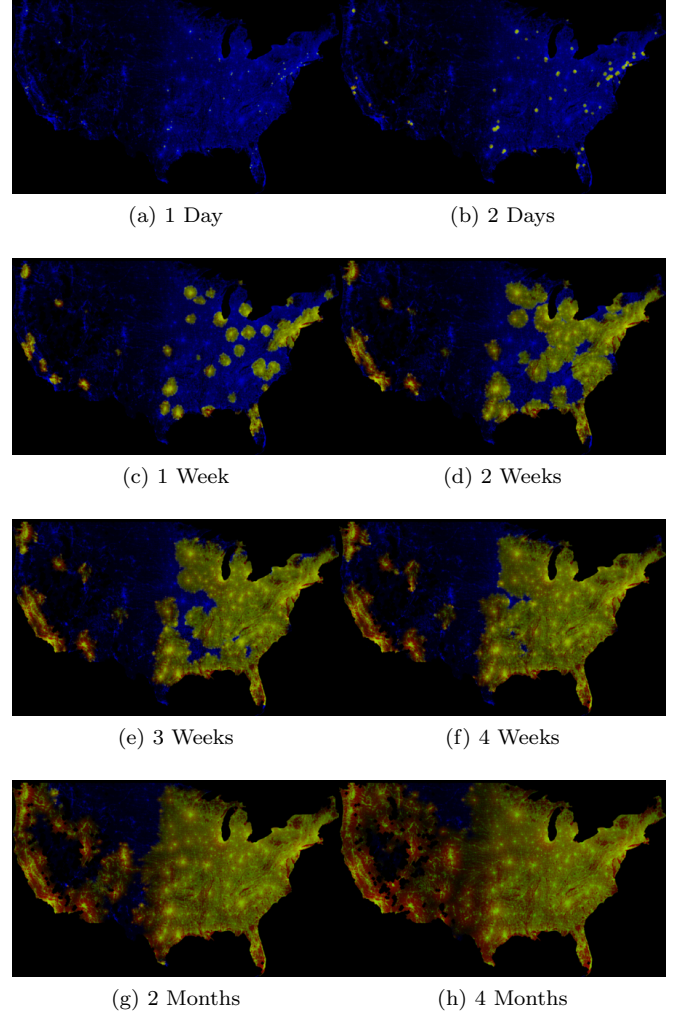 (a) 1 Day
(b) 2 Days
(c) 1 Week
(d) 2 Weeks
(e) 3 Weeks
(f) 4 Weeks
(g) 2 Months
(h) 4 Months